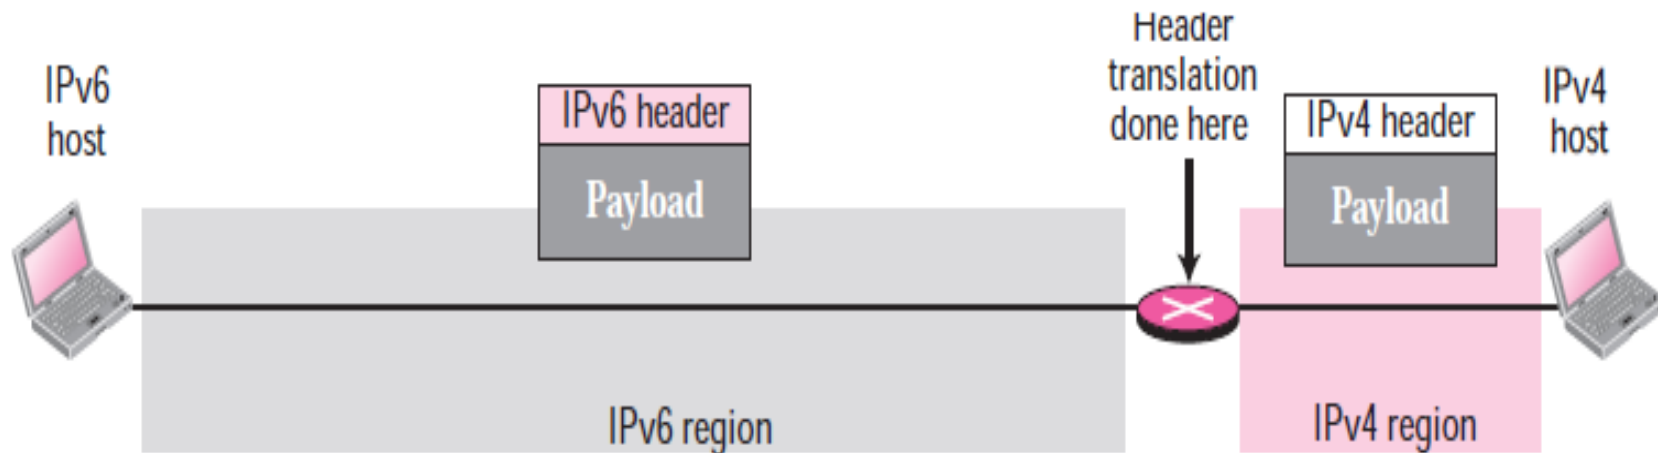 IPv6
host
IPv6 header
Payload
Header
translation
done here
IPv4 header
Payload
IPv4
host
IPv6 region
IPv4 region